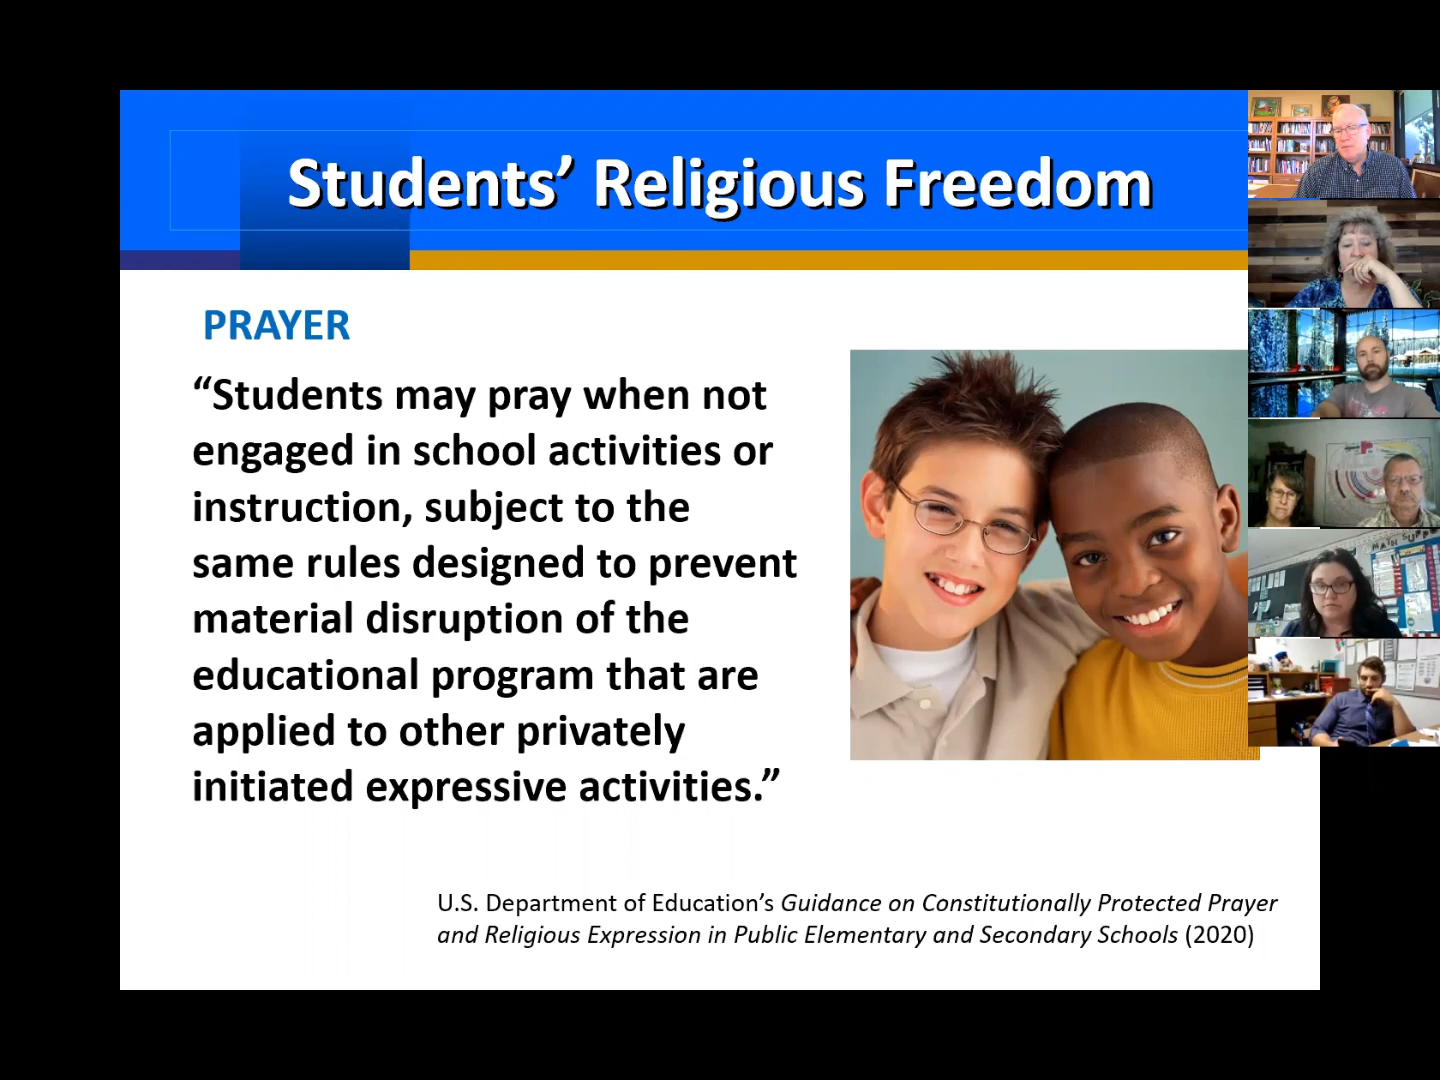 Students’ Religious Freedom
PRAYER
“Students may pray when not
engaged in school activities or
instruction, subject to the
same rules designed to prevent
material disruption of the
educational program that are
applied to other privately
initiated expressive activities.”
U.S. Department of Education’s Guidance on Constitutionally Protected Prayer
and Religious Expression in Public Elementary and Secondary Schools (2020)